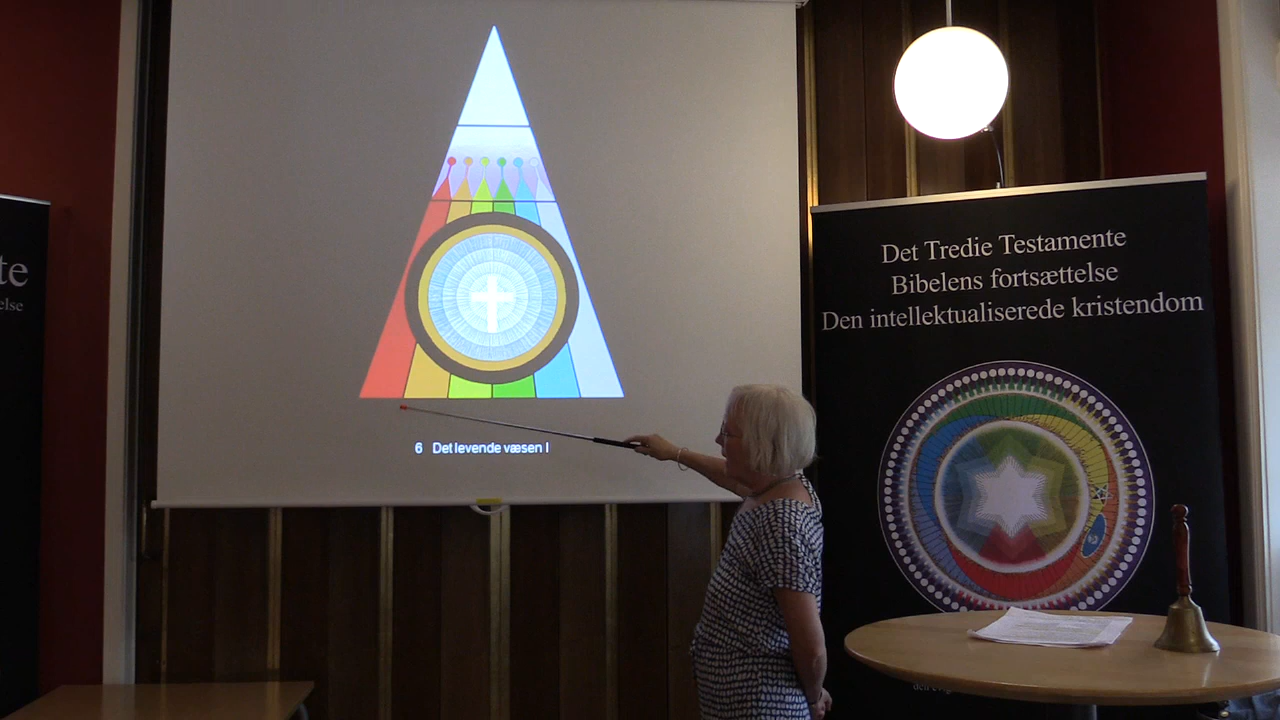 te
else
6 Det levende væsen I
Det Tredie Testamente
Bibelens fortsættelse
Den intellektualiserede kristendom